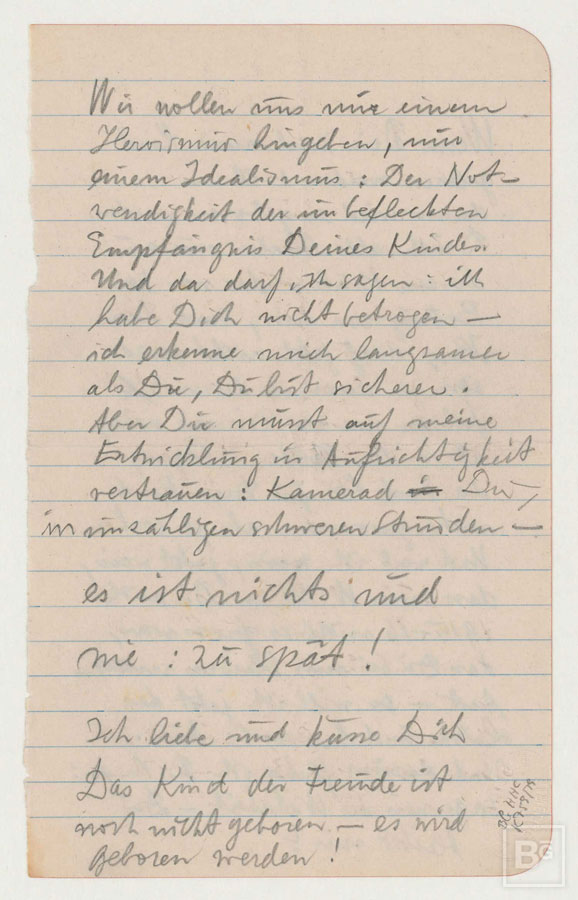 Wir wollen uns nur einem
Heroismus hingeben, nur
einem Idealismus: Der Not-
wendigkeit der unbefleckten
Empfängnis Deines Kindes.
Und da darf ich sagen: ich
habe Dich nicht betrogen —
ich erkenne mich langsamer
als Du, Du bist sicherer.
Aber Du musst auf meine
Entwicklung in Aufrichtigkeit
vertrauen: Kamerad Du,
in unzähligen schweren Stunden —
es ist nichts und
nie: zu spät!
Ich liebe und küsse Dich
Das Kind der Freude ist
noch nicht geboren — es wird
geboren werden!
BG